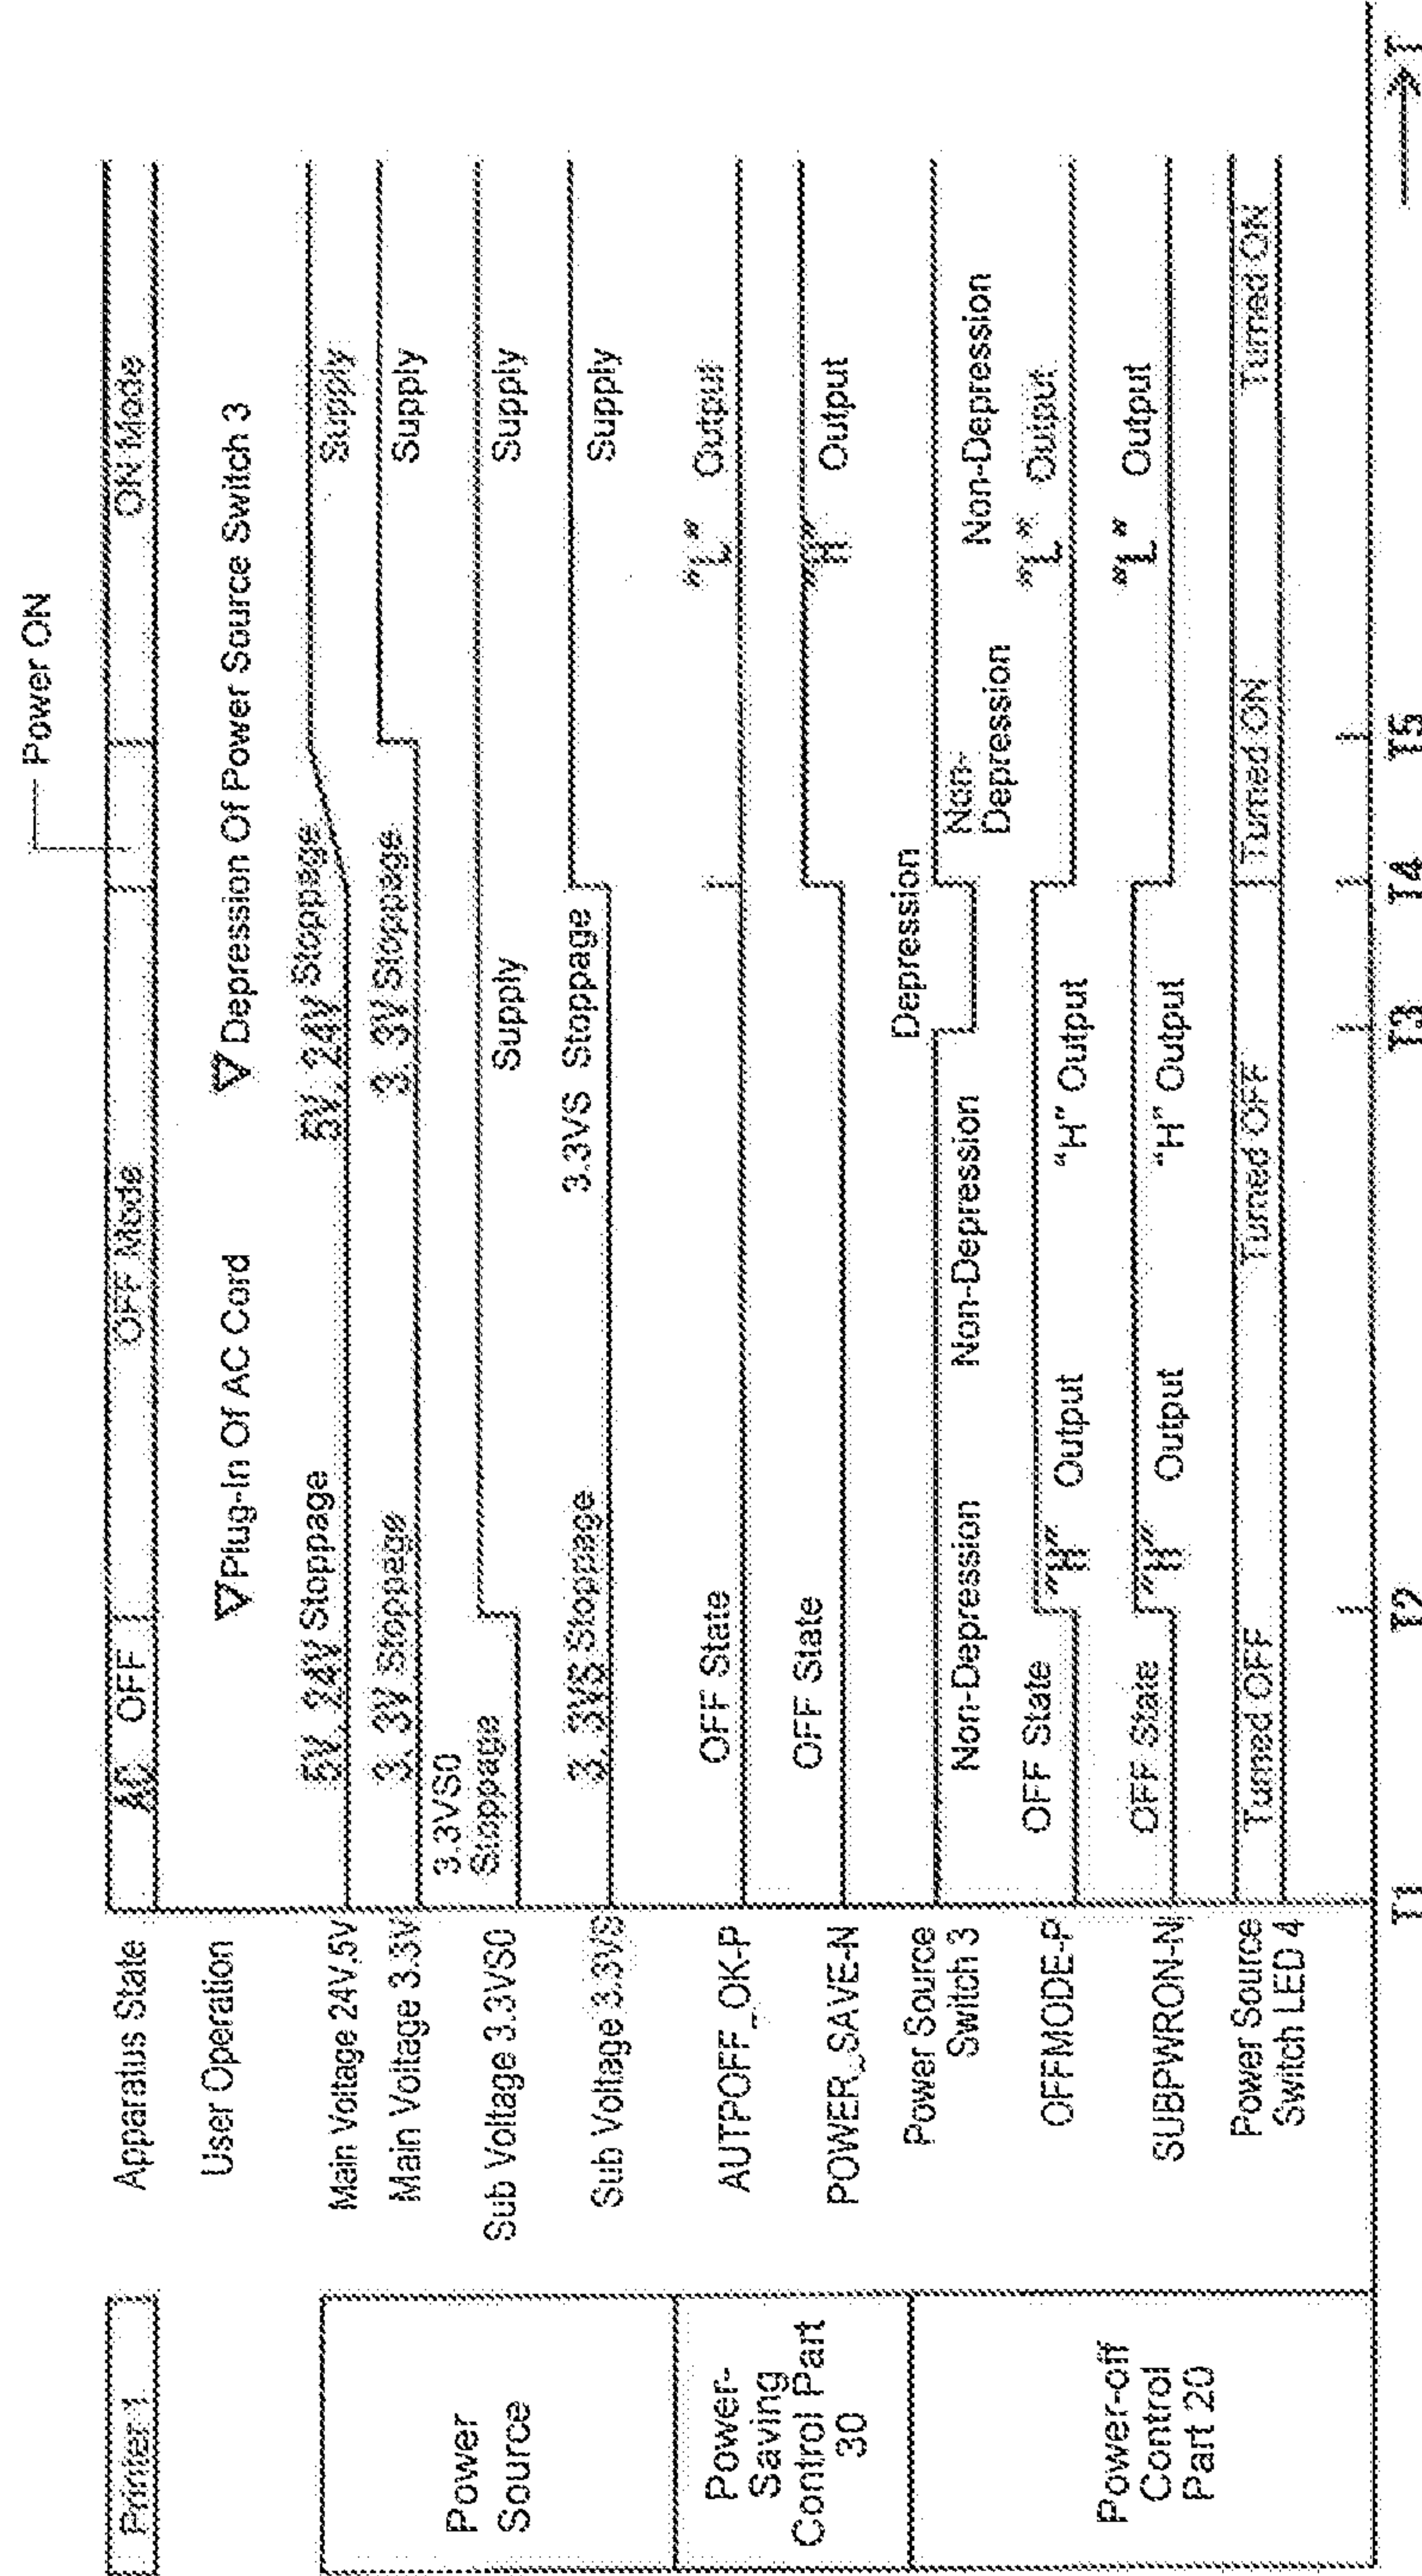 Power ON
Printer 1
Apparatus State
AC OFF
OFF Mode
ON Mode
User Operation
▽Plug-In Of AC Cord
▽ Depression Of Power Source Switch 3
Power
Source
Main Voltage 24V,5V
5V, 24V Stoppage
5V, 24V Stoppage
Supply
Main Voltage 3.3V
3. 3V Stoppage
3. 3V Stoppage
Supply
Sub Voltage 3.3VS0
3.3VS0
Stoppage
Supply
Supply
Sub Voltage 3.3VS
3. 3VS Stoppage
3.3VS Stoppage
Supply
Power-
Saving
Control Part
30
AUTPOFF_OK-P
OFF State
"L" Output
POWER_SAVE-N
OFF State
"H" Output
Power-off
Control
Part 20
Power Source
Switch 3
Non-Depression
Non-Depression
Depression
Non-
Depression
Non-Depression
OFFMODE-P
OFF State
"H" Output
"H" Output
"L" Output
SUBPWRON-N
OFF State
"H" Output
"H" Output
"L" Output
Power Source
Switch LED 4
Turned OFF
Turned OFF
Turned ON
Turned ON
T1
T2
T3
T4
T5
T